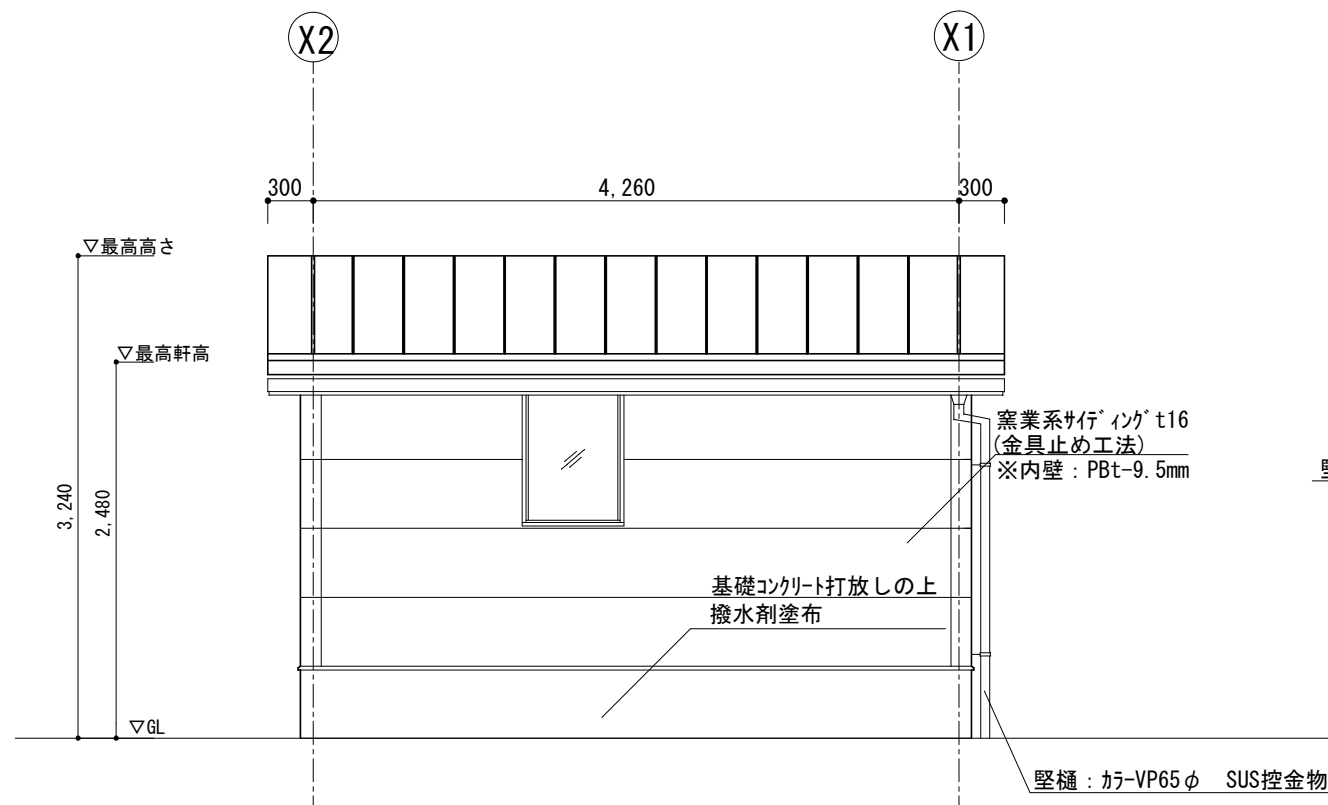 X2
X1
300
4,260
300
▽最高高さ
▽最高軒高
3,240
2,480
窯業系ｻｲﾃﾞｨﾝｸﾞt16
(金具止め工法)
※内壁：PBt-9.5mm
基礎ｺﾝｸﾘｰﾄ打放しの上
撥水剤塗布
▽GL
竪樋：ｶﾗｰVP65φ　SUS控金物